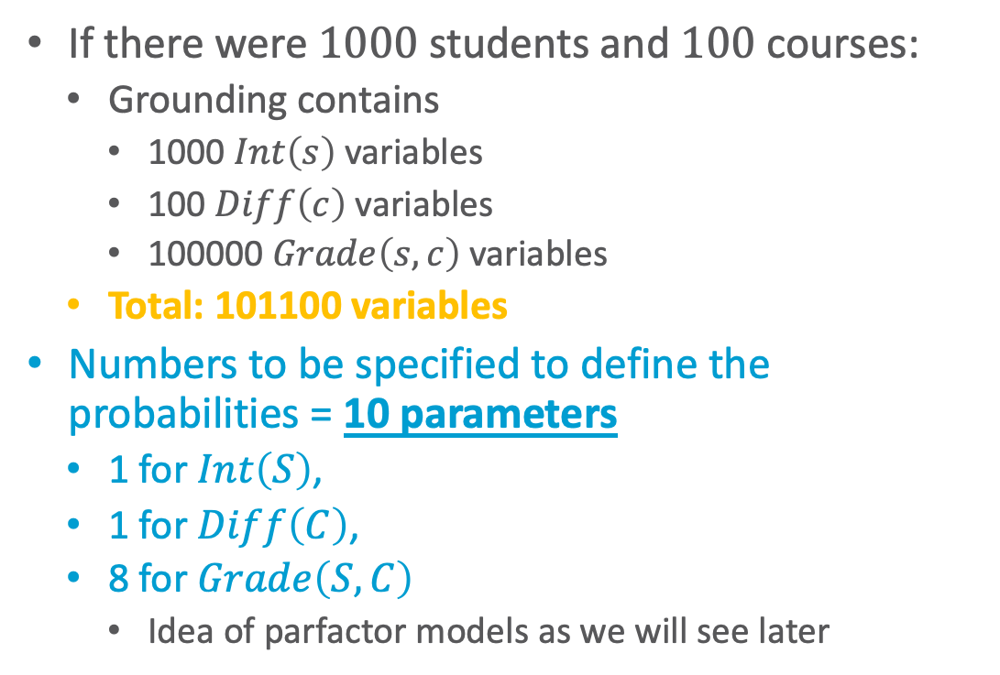 • If there were 1000 students and 100 courses:
• Grounding contains
• 1000 Int(s) variables
• 100 Diff(c) variables
• 100000 Grade(s, c) variables
• Total: 101100 variables
• Numbers to be specified to define the
probabilities = 10 parameters
• 1 for Int(S),
• 1 for Diff(C),
• 8 for Grade(S, C)
• Idea of parfactor models as we will see later